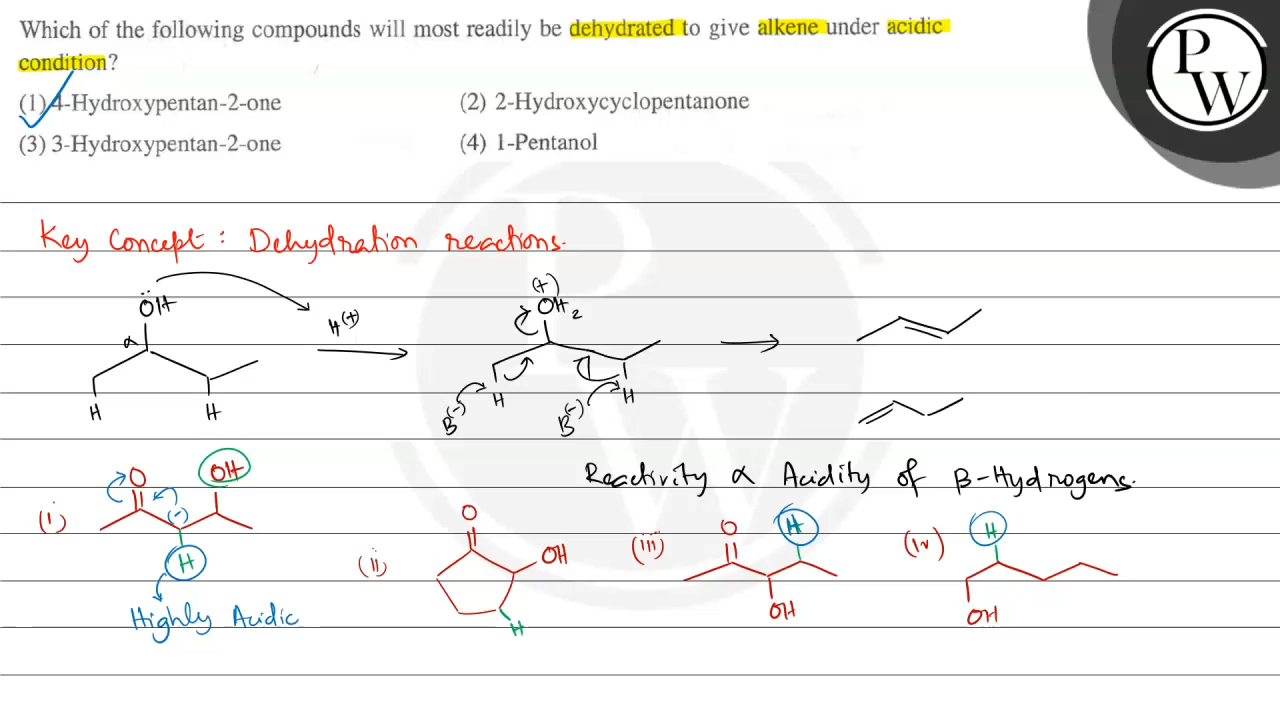 Which of the following compounds will most readily be dehydrated to give alkene under acidic
condition?
(1) 4-Hydroxypentan-2-one (2) 2-Hydroxycyclopentanone
(3) 3-Hydroxypentan-2-one (4) 1-Pentanol
P
W
Key Concept: Dehydration reactions.
ÖH
α
H H
H(+)
(+)
OH2
H H
B(-) B(-)
Reactivity α Acidity of β-Hydrogens.
(i) O OH
(-)
H
Highly Acidic
(ii) O
OH
H
(iii) O H
OH
(iv) H
OH